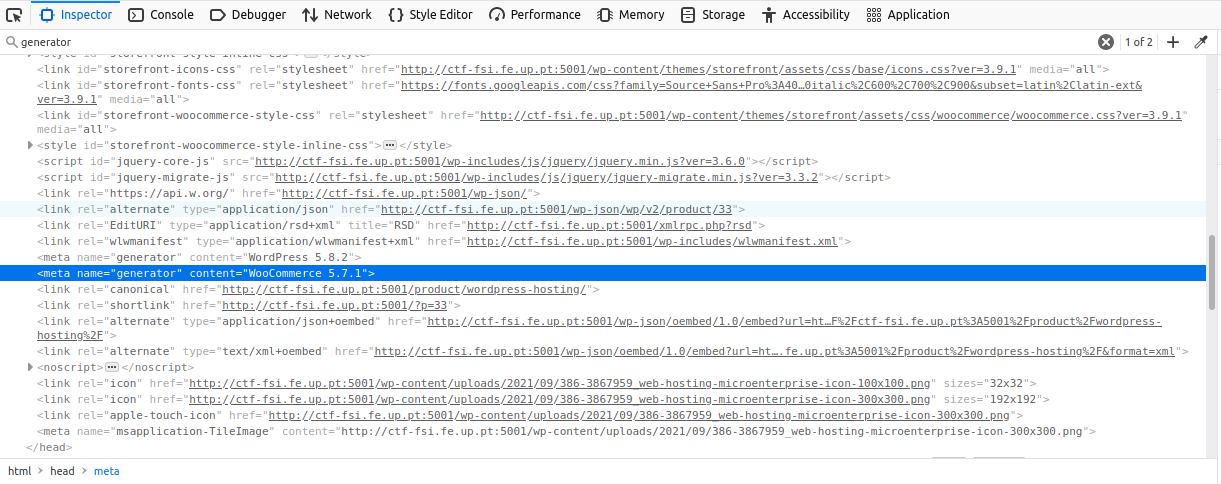 Inspector Console Debugger Network Style Editor Performance Memory Storage Accessibility Application
generator 1 of 2
<link id="storefront-icons-css" rel="stylesheet" href="http://ctf-fsi.fe.up.pt:5001/wp-content/themes/storefront/assets/css/base/icons.css?ver=3.9.1" media="all">
<link id="storefront-fonts-css" rel="stylesheet" href="https://fonts.googleapis.com/css?family=Source+Sans+Pro%3A40…0italic%2C600%2C700%2C900&subset=latin%2Clatin-ext&
ver=3.9.1" media="all">
<link id="storefront-woocommerce-style-css" rel="stylesheet" href="http://ctf-fsi.fe.up.pt:5001/wp-content/themes/storefront/assets/css/woocommerce/woocommerce.css?ver=3.9.1"
media="all">
<style id="storefront-woocommerce-style-inline-css">…</style>
<script id="jquery-core-js" src="http://ctf-fsi.fe.up.pt:5001/wp-includes/js/jquery/jquery.min.js?ver=3.6.0"></script>
<script id="jquery-migrate-js" src="http://ctf-fsi.fe.up.pt:5001/wp-includes/js/jquery/jquery-migrate.min.js?ver=3.3.2"></script>
<link rel="https://api.w.org/" href="http://ctf-fsi.fe.up.pt:5001/wp-json/">
<link rel="alternate" type="application/json" href="http://ctf-fsi.fe.up.pt:5001/wp-json/wp/v2/product/33">
<link rel="EditURI" type="application/rsd+xml" title="RSD" href="http://ctf-fsi.fe.up.pt:5001/xmlrpc.php?rsd">
<link rel="wlwmanifest" type="application/wlwmanifest+xml" href="http://ctf-fsi.fe.up.pt:5001/wp-includes/wlwmanifest.xml">
<meta name="generator" content="WordPress 5.8.2">
<meta name="generator" content="WooCommerce 5.7.1">
<link rel="canonical" href="http://ctf-fsi.fe.up.pt:5001/product/wordpress-hosting/">
<link rel="shortlink" href="http://ctf-fsi.fe.up.pt:5001/?p=33">
<link rel="alternate" type="application/json+oembed" href="http://ctf-fsi.fe.up.pt:5001/wp-json/oembed/1.0/embed?url=ht…F%2Fctf-fsi.fe.up.pt%3A5001%2Fproduct%2Fwordpress-
hosting%2F">
<link rel="alternate" type="text/xml+oembed" href="http://ctf-fsi.fe.up.pt:5001/wp-json/oembed/1.0/embed?url=ht….fe.up.pt%3A5001%2Fproduct%2Fwordpress-hosting%2F&format=xml">
<noscript>…</noscript>
<link rel="icon" href="http://ctf-fsi.fe.up.pt:5001/wp-content/uploads/2021/09/386-3867959_web-hosting-microenterprise-icon-100x100.png" sizes="32x32">
<link rel="icon" href="http://ctf-fsi.fe.up.pt:5001/wp-content/uploads/2021/09/386-3867959_web-hosting-microenterprise-icon-300x300.png" sizes="192x192">
<link rel="apple-touch-icon" href="http://ctf-fsi.fe.up.pt:5001/wp-content/uploads/2021/09/386-3867959_web-hosting-microenterprise-icon-300x300.png">
<meta name="msapplication-TileImage" content="http://ctf-fsi.fe.up.pt:5001/wp-content/uploads/2021/09/386-3867959_web-hosting-microenterprise-icon-300x300.png">
</head>
html > head > meta